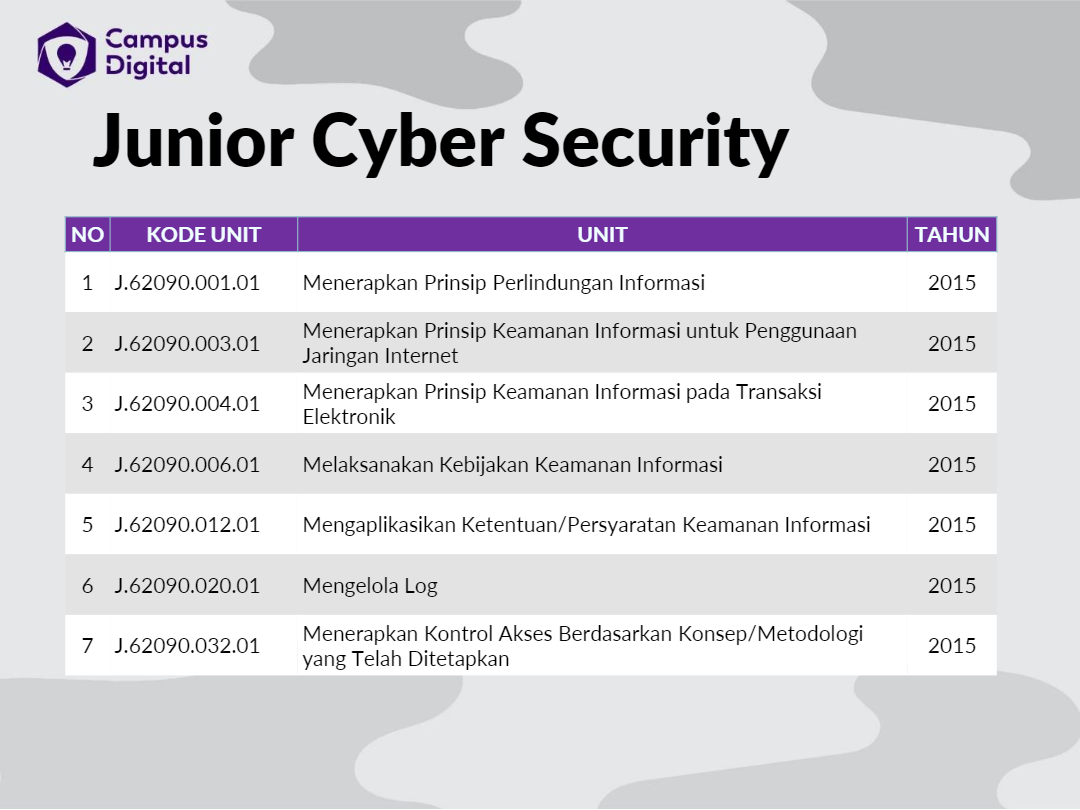 Campus
Digital
Junior Cyber Security
NO KODE UNIT UNIT TAHUN
1 J.62090.001.01 Menerapkan Prinsip Perlindungan Informasi 2015
2 J.62090.003.01 Menerapkan Prinsip Keamanan Informasi untuk Penggunaan
Jaringan Internet 2015
3 J.62090.004.01 Menerapkan Prinsip Keamanan Informasi pada Transaksi
Elektronik 2015
4 J.62090.006.01 Melaksanakan Kebijakan Keamanan Informasi 2015
5 J.62090.012.01 Mengaplikasikan Ketentuan/Persyaratan Keamanan Informasi 2015
6 J.62090.020.01 Mengelola Log 2015
7 J.62090.032.01 Menerapkan Kontrol Akses Berdasarkan Konsep/Metodologi
yang Telah Ditetapkan 2015